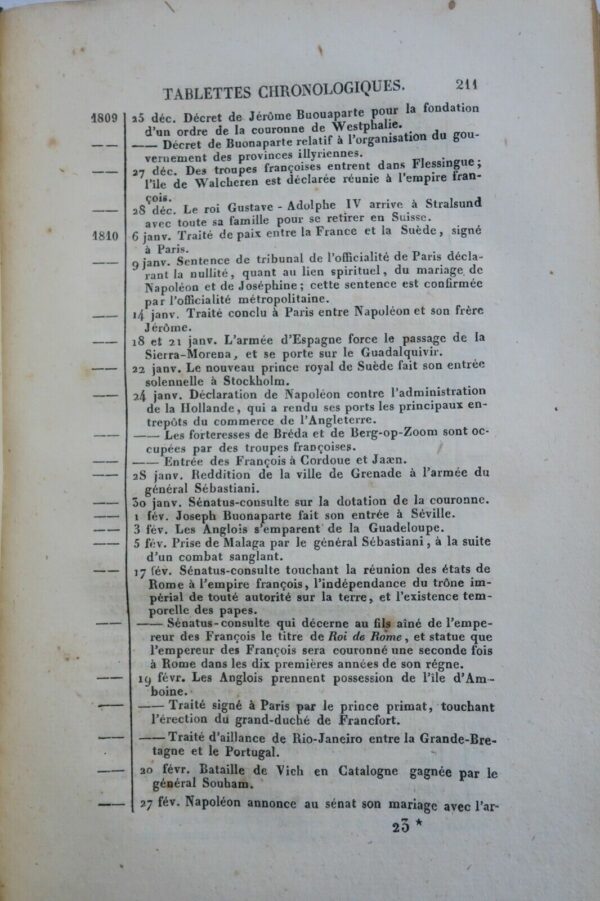 TABLETTES CHRONOLOGIQUES. 211
1809 25 déc. Décret de Jérôme Buonaparte pour la fondation
d'un ordre de la couronne de Westphalie.
—— —— Décret de Buonaparte relatif à l'organisation du gou-
vernement des provinces illyriennes.
—— 27 déc. Des troupes françoises entrent dans Flessingue;
l'île de Walcheren est déclarée réunie à l'empire fran-
çois.
—— 28 déc. Le roi Gustave-Adolphe IV arrive à Stralsund
avec toute sa famille pour se retirer en Suisse.
1810 6 janv. Traité de paix entre la France et la Suède, signé
à Paris.
—— 9 janv. Sentence de tribunal de l'officialité de Paris décla-
rant la nullité, quant au lien spirituel, du mariage de
Napoléon et de Joséphine; cette sentence est confirmée
par l'officialité métropolitaine.
—— 14 janv. Traité conclu à Paris entre Napoléon et son frère
Jérôme.
—— 18 et 21 janv. L'armée d'Espagne force le passage de la
Sierra-Morena, et se porte sur le Guadalquivir.
—— 22 janv. Le nouveau prince royal de Suède fait son entrée
solennelle à Stockholm.
—— 24 janv. Déclaration de Napoléon contre l'administration
de la Hollande, qui a rendu ses ports les principaux en-
trepôts du commerce de l'Angleterre.
—— —— Les forteresses de Bréda et de Berg-op-Zoom sont oc-
cupées par des troupes françoises.
—— —— Entrée des François à Cordoue et Jaæn.
—— 28 janv. Reddition de la ville de Grenade à l'armée du
général Sébastiani.
—— 30 janv. Sénatus-consulte sur la dotation de la couronne.
—— 1 fév. Joseph Buonaparte fait son entrée à Séville.
—— 3 fév. Les Anglois s'emparent de la Guadeloupe.
—— 5 fév. Prise de Malaga par le général Sébastiani, à la suite
d'un combat sanglant.
—— 17 fév. Sénatus-consulte touchant la réunion des états de
Rome à l'empire françois, l'indépendance du trône im-
périal de touté autorité sur la terre, et l'existence tem-
porelle des papes.
—— —— Sénatus-consulte qui décerne au fils aîné de l'empe-
reur des François le titre de Roi de Rome, et statue que
l'empereur des François sera couronné une seconde fois
à Rome dans les dix premières années de son régne.
—— 19 févr. Les Anglois prennent possession de l'île d'Am-
boine.
—— —— Traité signé à Paris par le prince primat, touchant
l'érection du grand-duché de Francfort.
—— —— Traité d'aillance de Rio-Janeiro entre la Grande-Bre-
tagne et le Portugal.
—— 20 févr. Bataille de Vich en Catalogne gagnée par le
général Souham.
—— 27 fév. Napoléon annonce au sénat son mariage avec l'ar-
23 *